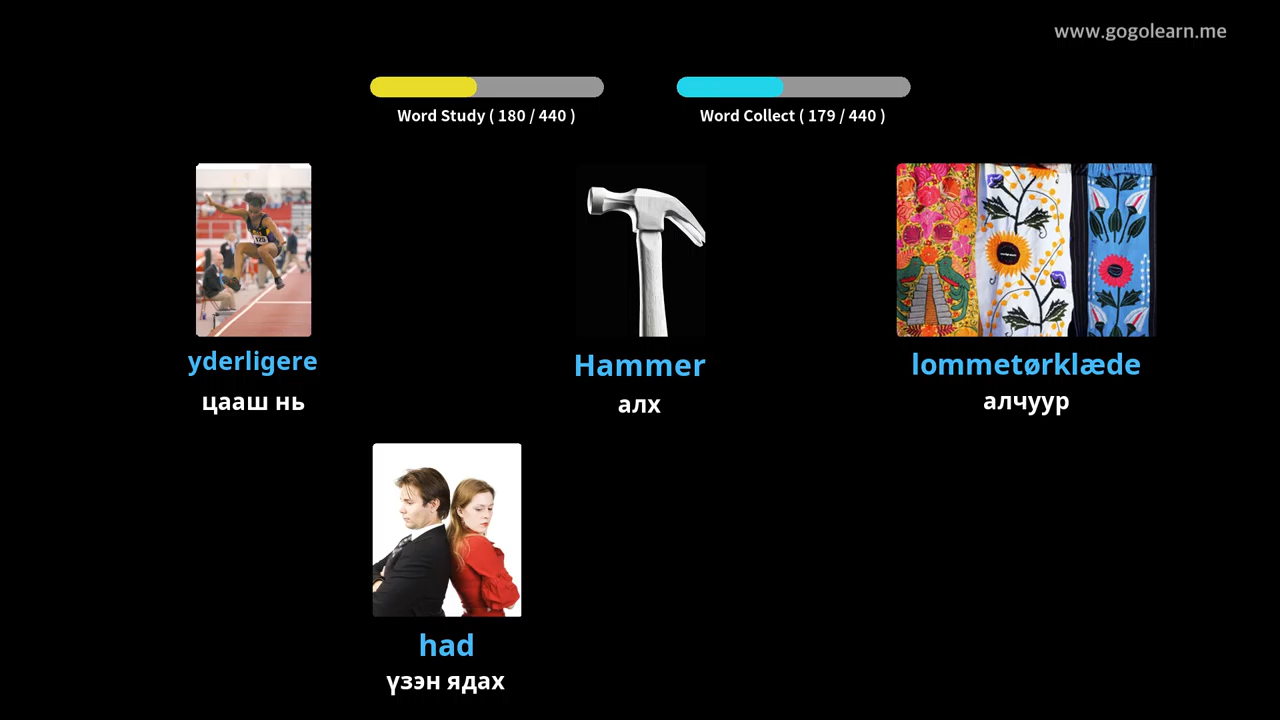 www.gogolearn.me
Word Study ( 180 / 440 )
Word Collect ( 179 / 440 )
yderligere
цааш нь
Hammer
алх
lommetørklæde
алчуур
had
үзэн ядах